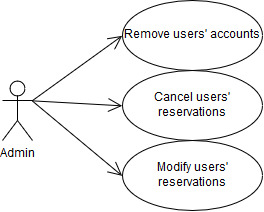 Remove users' accounts
Cancel users'
reservations
Admin
Modify users'
reservations